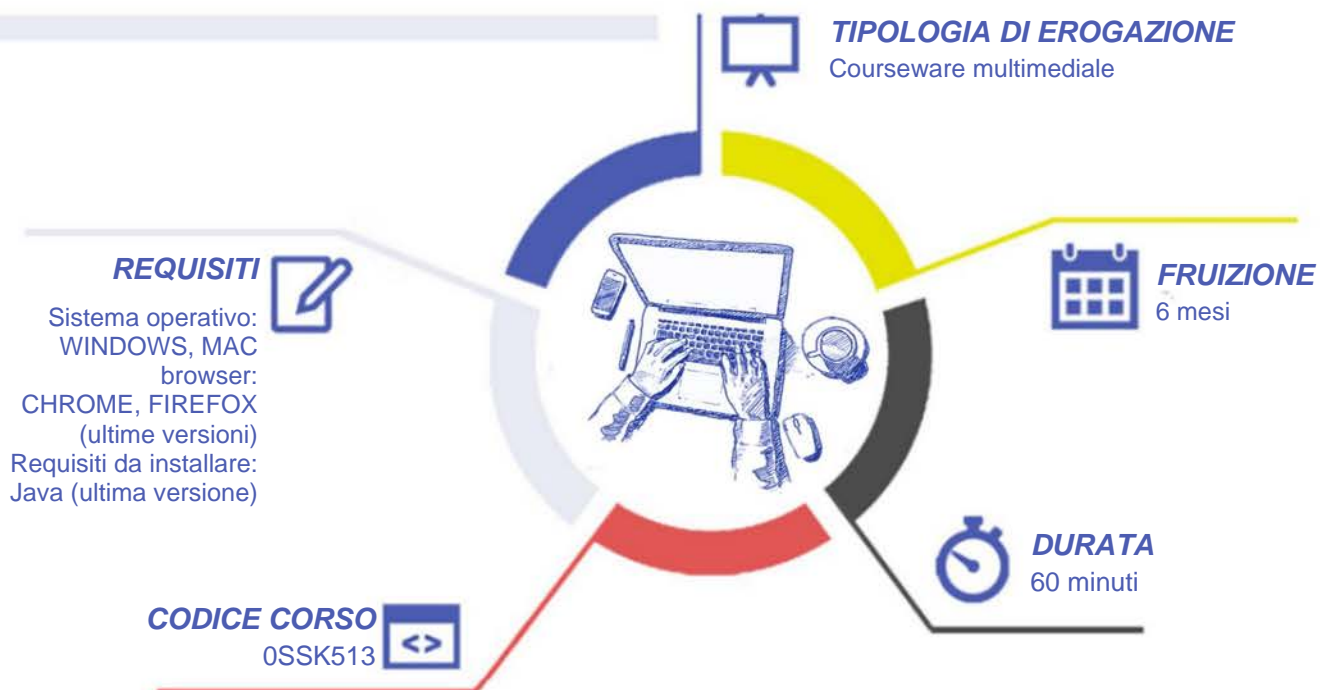 TIPOLOGIA DI EROGAZIONE
Courseware multimediale
REQUISITI
Sistema operativo:
WINDOWS, MAC
browser:
CHROME, FIREFOX
(ultime versioni)
Requisiti da installare:
Java (ultima versione)
FRUIZIONE
6 mesi
DURATA
60 minuti
CODICE CORSO
0SSK513